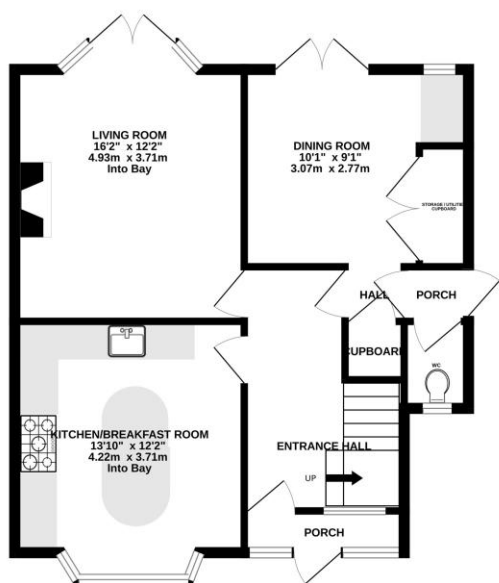 LIVING ROOM
16'2" x 12'2"
4.93m x 3.71m
Into Bay
DINING ROOM
10'1" x 9'1"
3.07m x 2.77m
STORAGE / UTILITIES
CUPBOARD
HALL
PORCH
CUPBOARD
WC
KITCHEN/BREAKFAST ROOM
13'10" x 12'2"
4.22m x 3.71m
Into Bay
ENTRANCE HALL
UP
PORCH